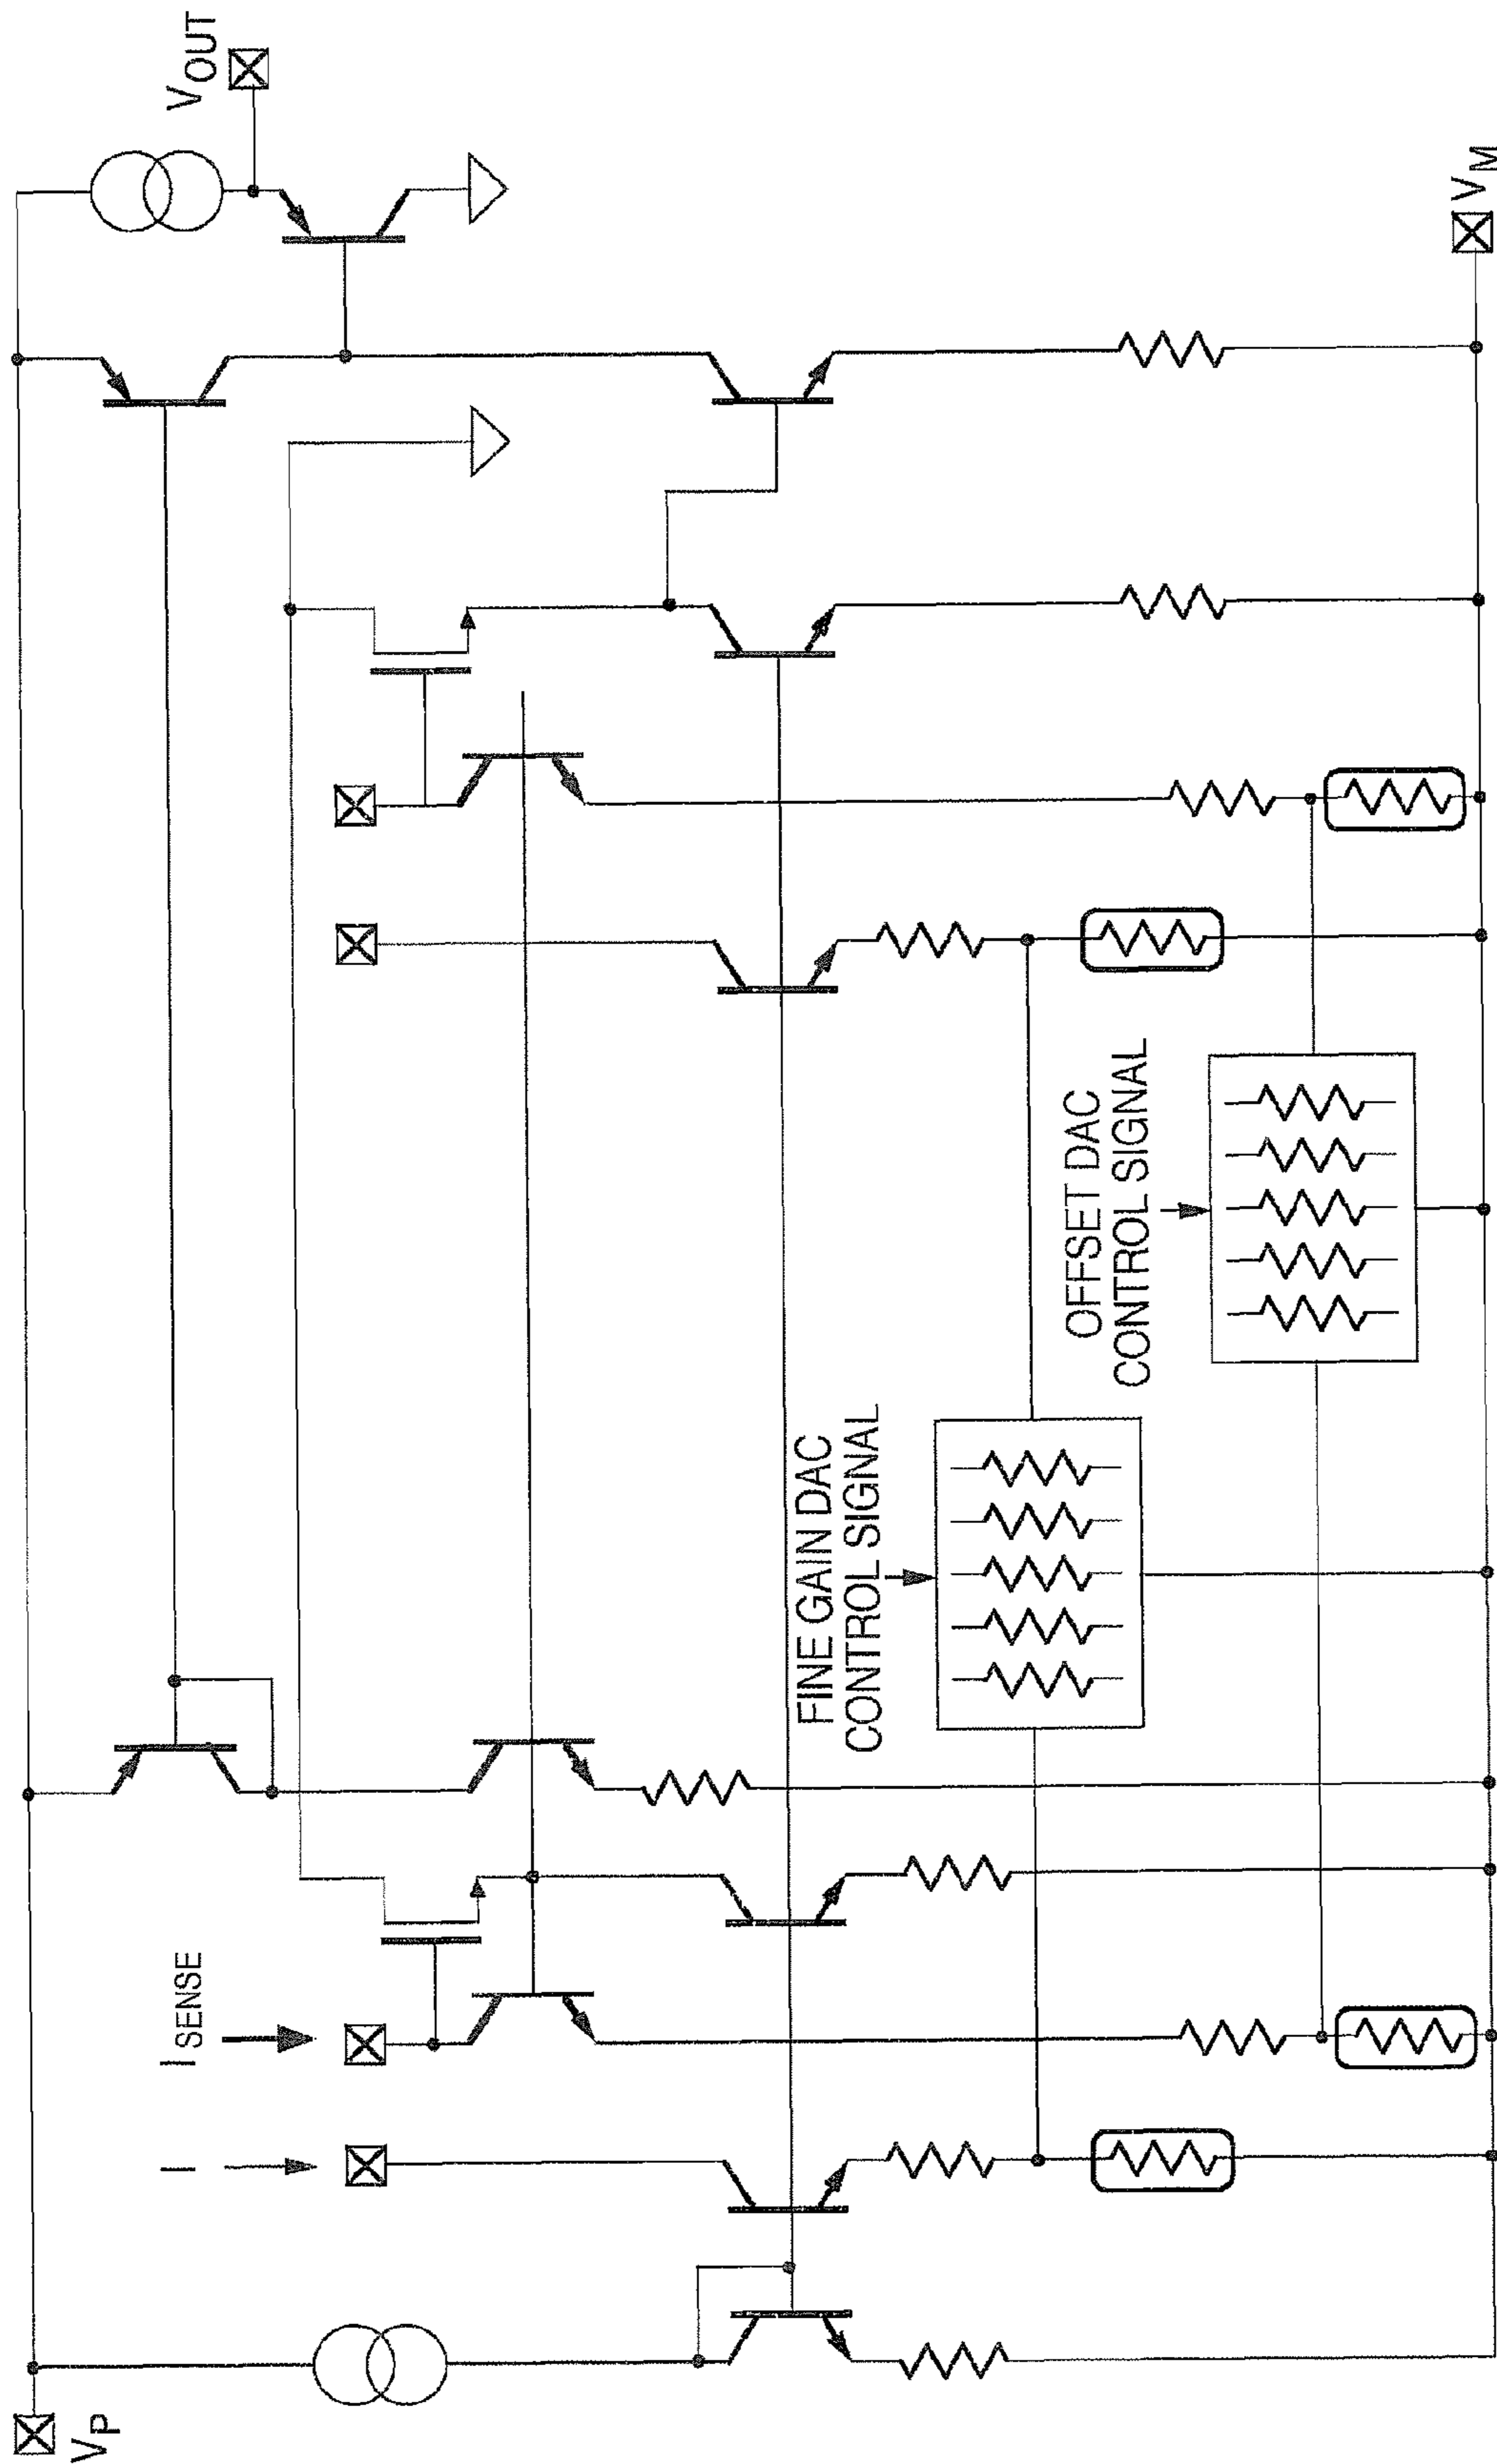 VP
I
ISENSE
FINE GAIN DAC
CONTROL SIGNAL
OFFSET DAC
CONTROL SIGNAL
VOUT
VM